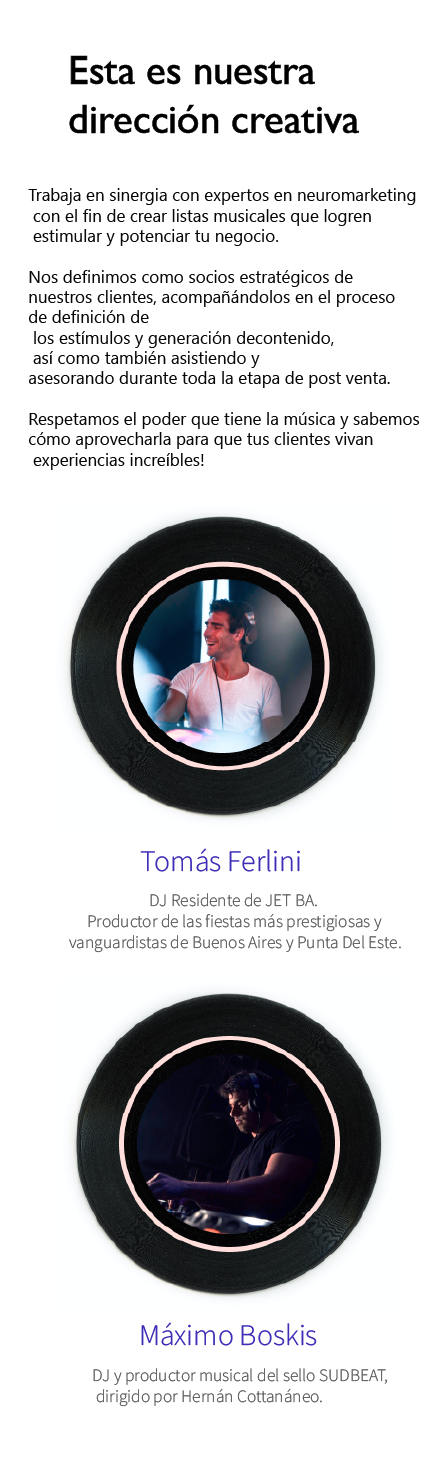 Esta es nuestra
dirección creativa
Trabaja en sinergia con expertos en neuromarketing
con el fin de crear listas musicales que logren
estimular y potenciar tu negocio.
Nos definimos como socios estratégicos de
nuestros clientes, acompañándolos en el proceso
de definición de
los estímulos y generación decontenido,
así como también asistiendo y
asesorando durante toda la etapa de post venta.
Respetamos el poder que tiene la música y sabemos
cómo aprovecharla para que tus clientes vivan
experiencias increíbles!
Tomás Ferlini
DJ Residente de JET BA.
Productor de las fiestas más prestigiosas y
vanguardistas de Buenos Aires y Punta Del Este.
Máximo Boskis
DJ y productor musical del sello SUDBEAT,
dirigido por Hernán Cottanáneo.